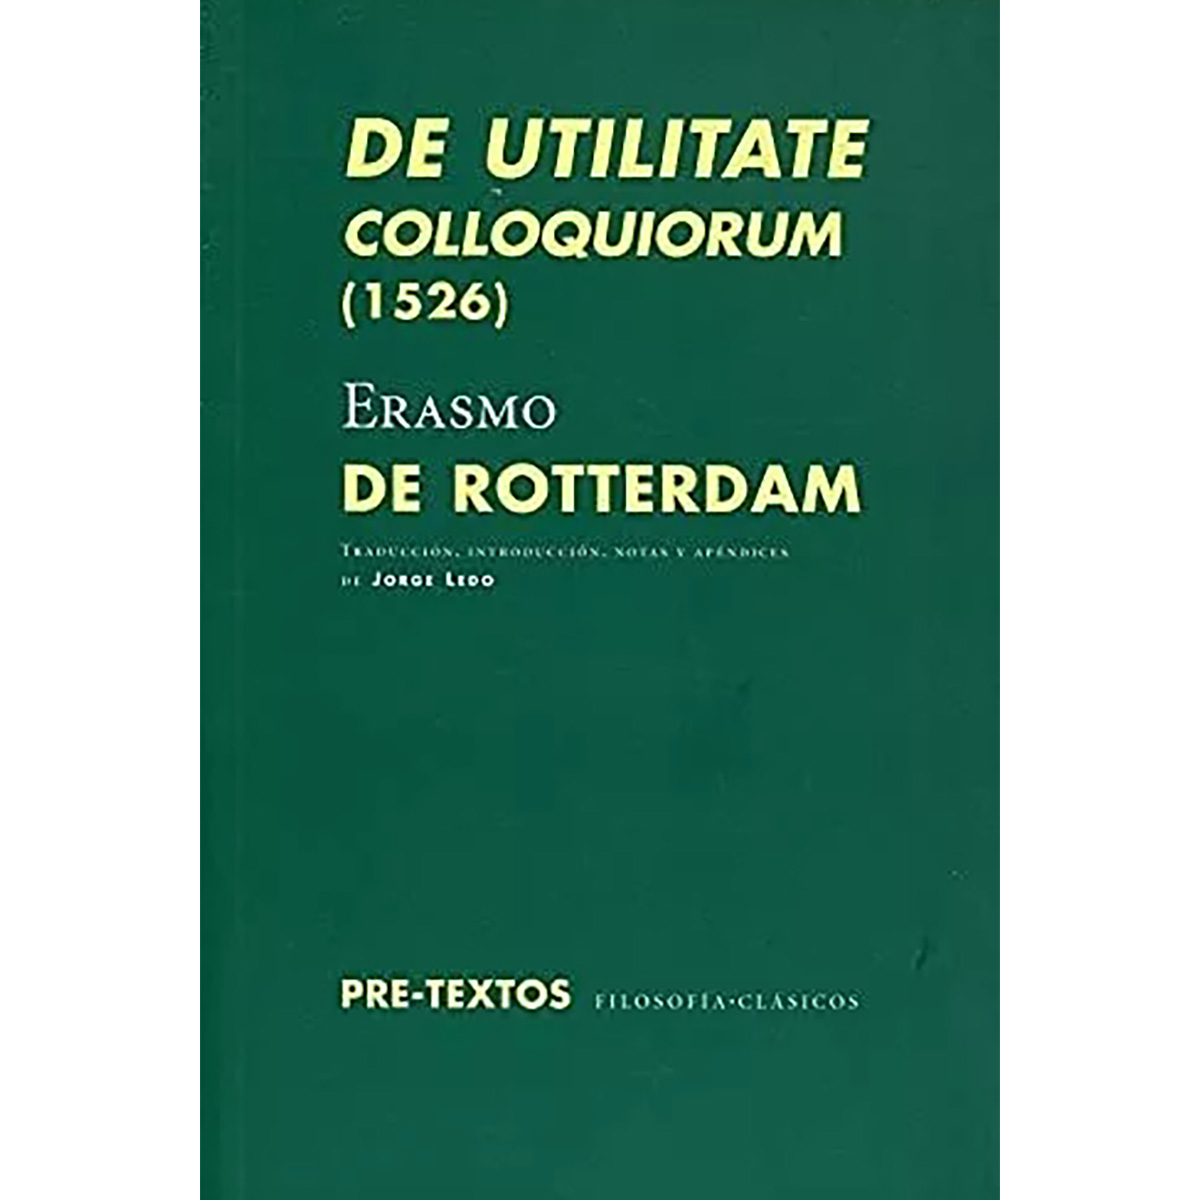 DE UTILITATE
COLLOQUIORUM
(1526)
ERASMO
DE ROTTERDAM
TRADUCCIÓN, INTRODUCCIÓN, NOTAS Y APÉNDICES
DE JORGE LEDO
PRE-TEXTOS FILOSOFÍA·CLÁSICOS